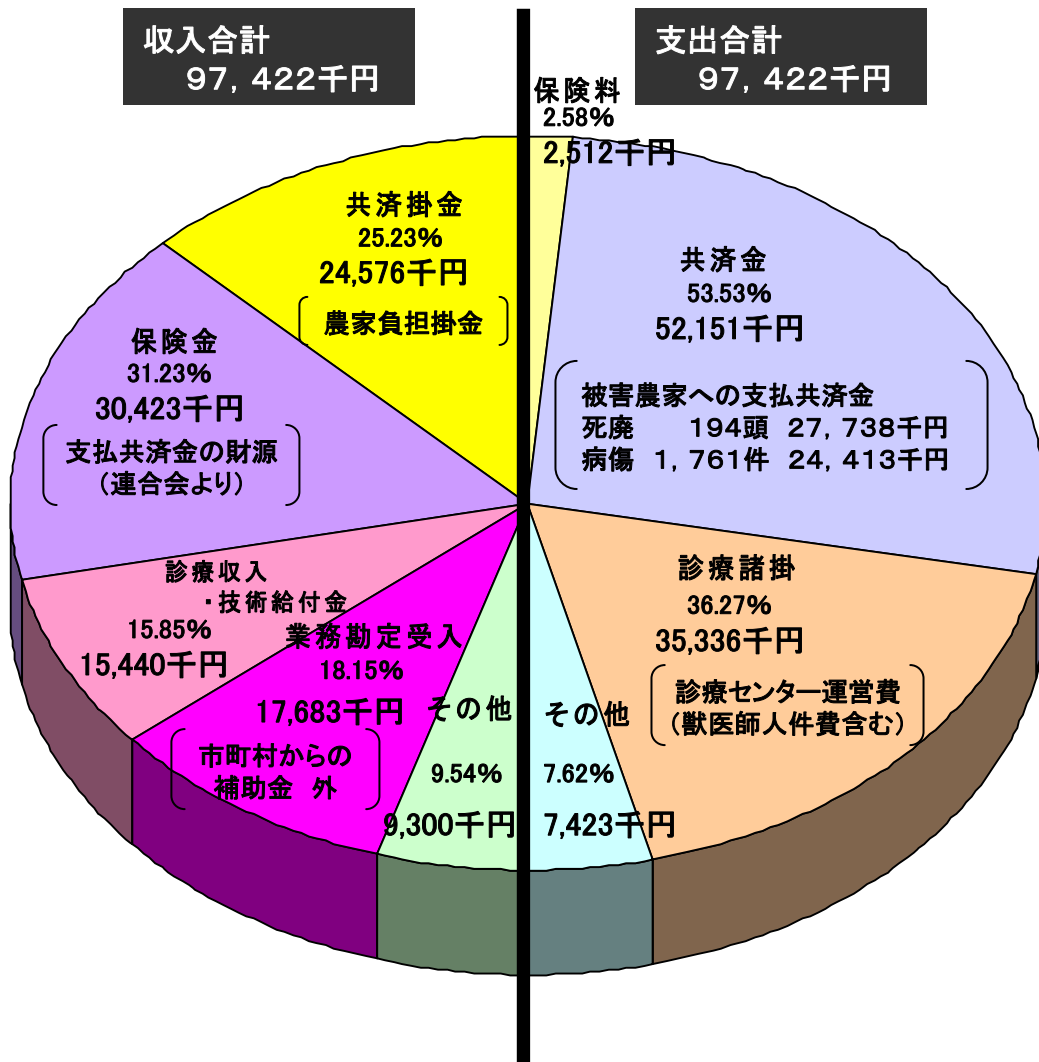 収入合計
97,422千円
支出合計
97,422千円
保険料
2.58%
2,512千円
共済掛金
25.23%
24,576千円
農家負担掛金
共済金
53.53%
52,151千円
被害農家への支払共済金
死廃 194頭 27,738千円
病傷 1,761件 24,413千円
保険金
31.23%
30,423千円
支払共済金の財源
(連合会より)
診療収入
・技術給付金
15.85%
15,440千円
業務勘定受入
18.15%
17,683千円
市町村からの
補助金 外
その他
9.54%
9,300千円
その他
7.62%
7,423千円
診療諸掛
36.27%
35,336千円
診療センター運営費
(獣医師人件費含む)